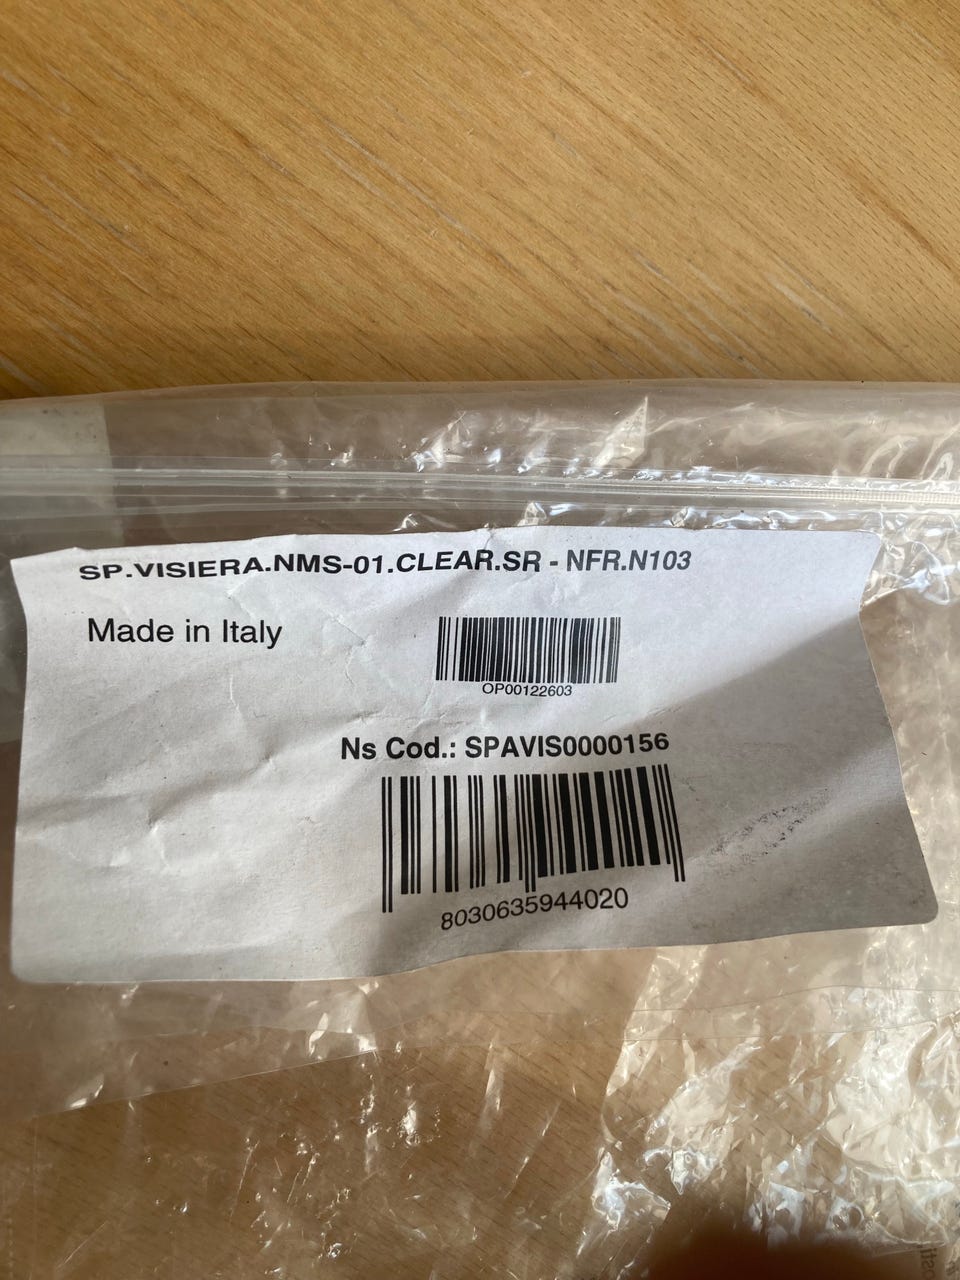 SP.VISIERA.NMS-01.CLEAR.SR - NFR.N103
Made in Italy
OP00122603
Ns Cod.: SPAVIS0000156
8030635944020